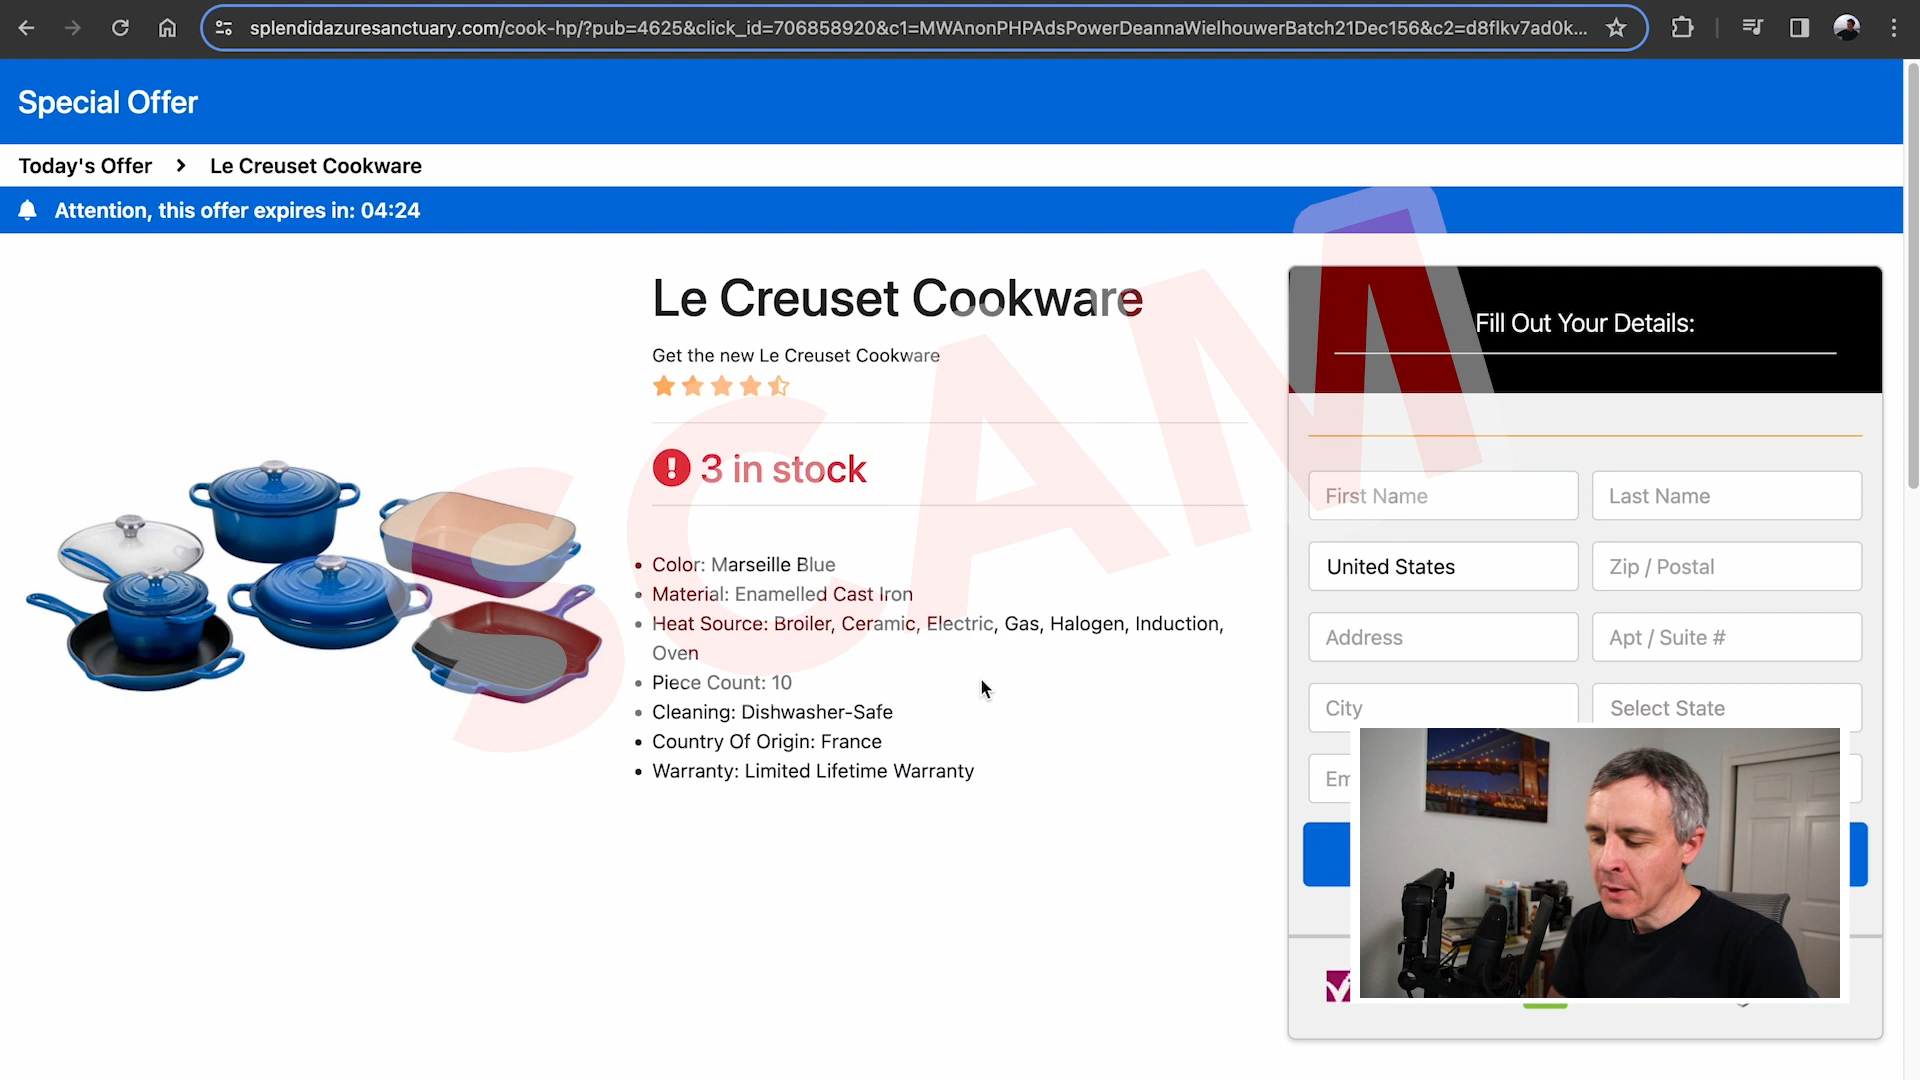 splendidazuresanctuary.com/cook-hp/?pub=4625&click_id=706858920&c1=MWAnonPHPAdsPowerDeannaWielhouwerBatch21Dec156&c2=d8flkv7ad0k...
Special Offer
Today's Offer > Le Creuset Cookware
Attention, this offer expires in: 04:24
Le Creuset Cookware
Get the new Le Creuset Cookware
3 in stock
• Color: Marseille Blue
• Material: Enamelled Cast Iron
• Heat Source: Broiler, Ceramic, Electric, Gas, Halogen, Induction,
Oven
• Piece Count: 10
• Cleaning: Dishwasher-Safe
• Country Of Origin: France
• Warranty: Limited Lifetime Warranty
SCAM
Fill Out Your Details:
First Name
Last Name
United States
Zip / Postal
Address
Apt / Suite #
City
Select State
Em